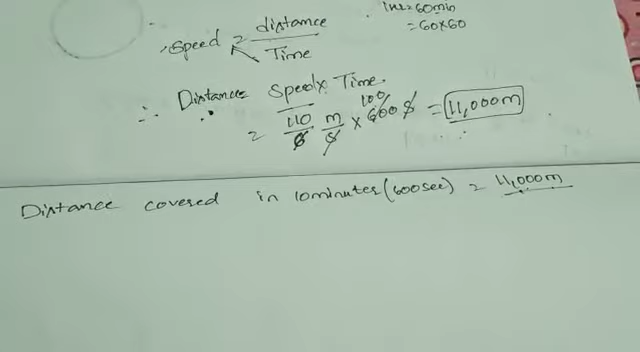 1hr = 60min
= 60x60
Speed = distance / Time
∴ Distance = Speed x Time.
= 110/6 m/s x 600 s = 11,000m
100
Distance covered in 10minutes (600sec) = 11,000m